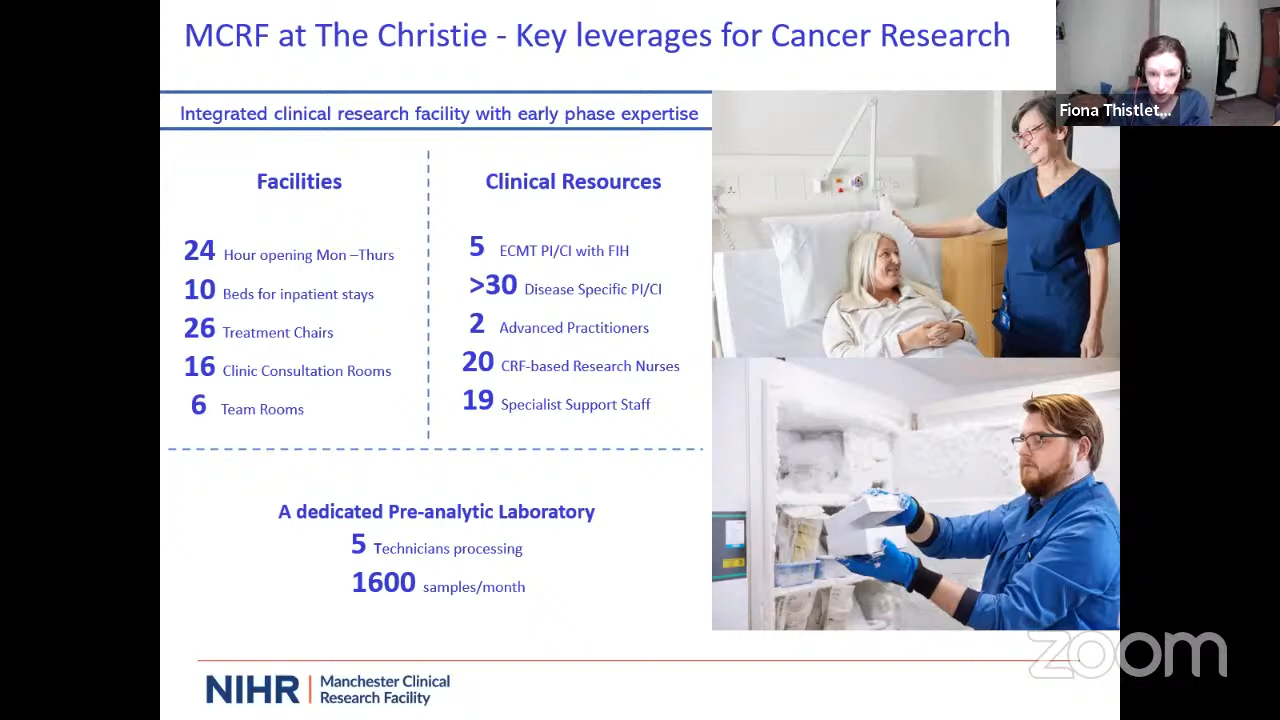 MCRF at The Christie - Key leverages for Cancer Research
Fiona Thistlet...
Integrated clinical research facility with early phase expertise
Facilities
24 Hour opening Mon –Thurs
10 Beds for inpatient stays
26 Treatment Chairs
16 Clinic Consultation Rooms
6 Team Rooms
Clinical Resources
5 ECMT PI/CI with FIH
>30 Disease Specific PI/CI
2 Advanced Practitioners
20 CRF-based Research Nurses
19 Specialist Support Staff
A dedicated Pre-analytic Laboratory
5 Technicians processing
1600 samples/month
NIHR | Manchester Clinical
Research Facility
zoom